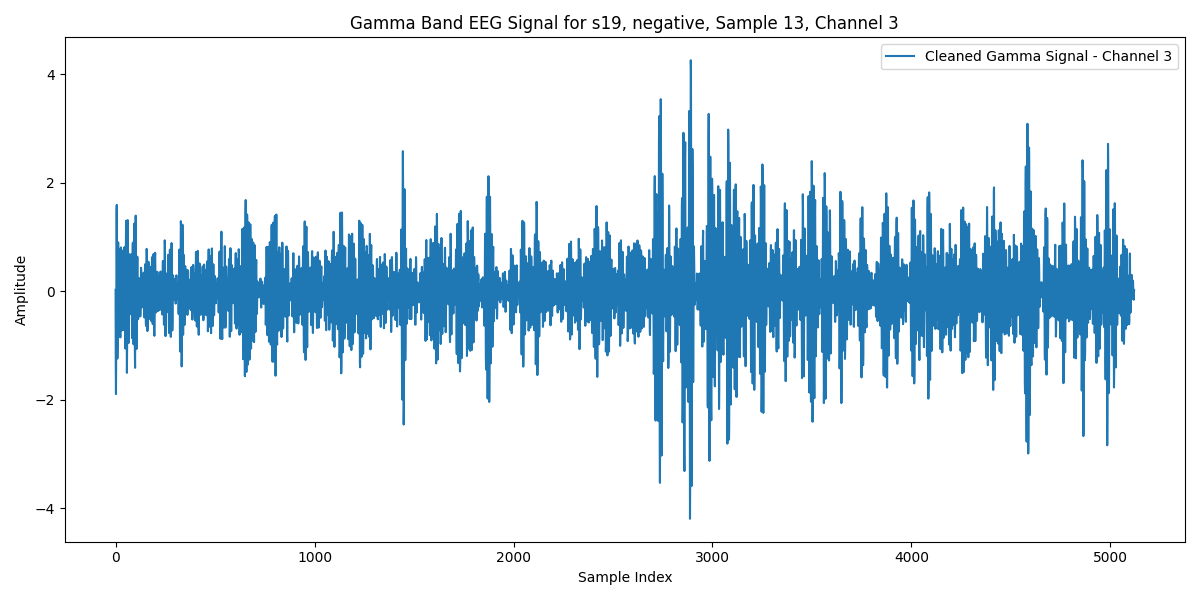 Gamma Band EEG Signal for s19, negative, Sample 13, Channel 3
Cleaned Gamma Signal - Channel 3
4
2
0
−2
−4
Amplitude
0 1000 2000 3000 4000 5000
Sample Index